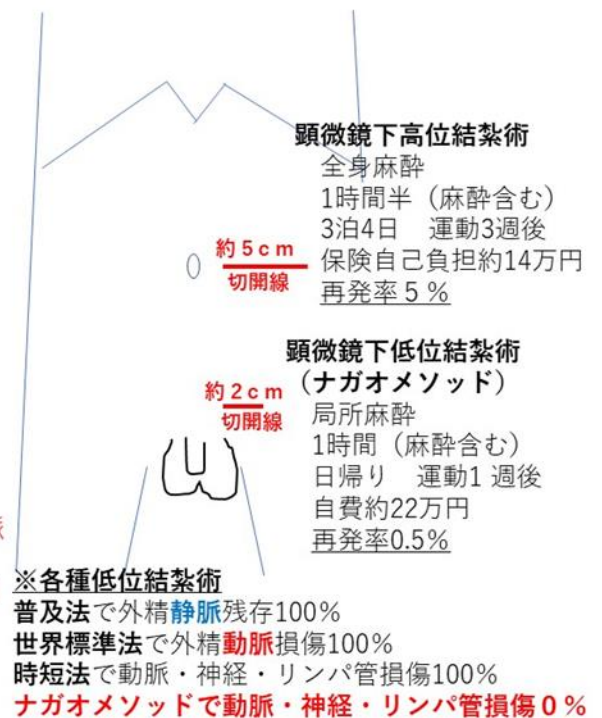 顕微鏡下高位結紮術
全身麻酔
1時間半（麻酔含む）
3泊4日　運動3週後
保険自己負担約14万円
再発率５％
約５ｃｍ
切開線
顕微鏡下低位結紮術
（ナガオメソッド）
局所麻酔
1時間（麻酔含む）
日帰り　運動1 週後
自費約22万円
再発率0.5%
約２ｃｍ
切開線
※各種低位結紮術
普及法で外精静脈残存100%
世界標準法で外精動脈損傷100%
時短法で動脈・神経・リンパ管損傷100%
ナガオメソッドで動脈・神経・リンパ管損傷０％